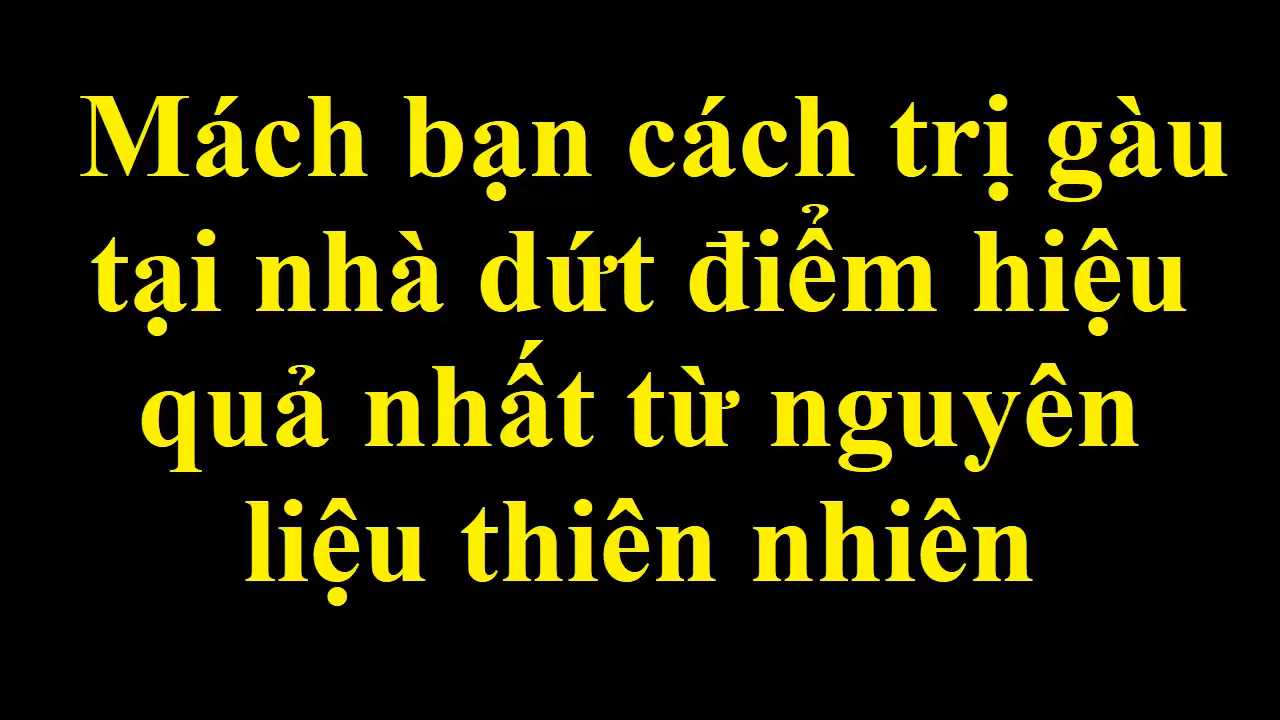 Mách bạn cách trị gàu
tại nhà dứt điểm hiệu
quả nhất từ nguyên
liệu thiên nhiên